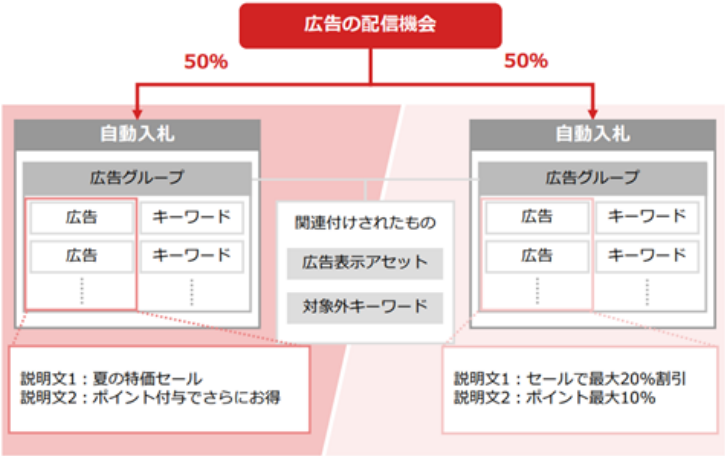 広告の配信機会
50%
50%
自動入札
広告グループ
広告
キーワード
広告
キーワード
関連付けされたもの
広告表示アセット
対象外キーワード
自動入札
広告グループ
広告
キーワード
広告
キーワード
説明文1：夏の特価セール
説明文2：ポイント付与でさらにお得
説明文1：セールで最大20%割引
説明文2：ポイント最大10%